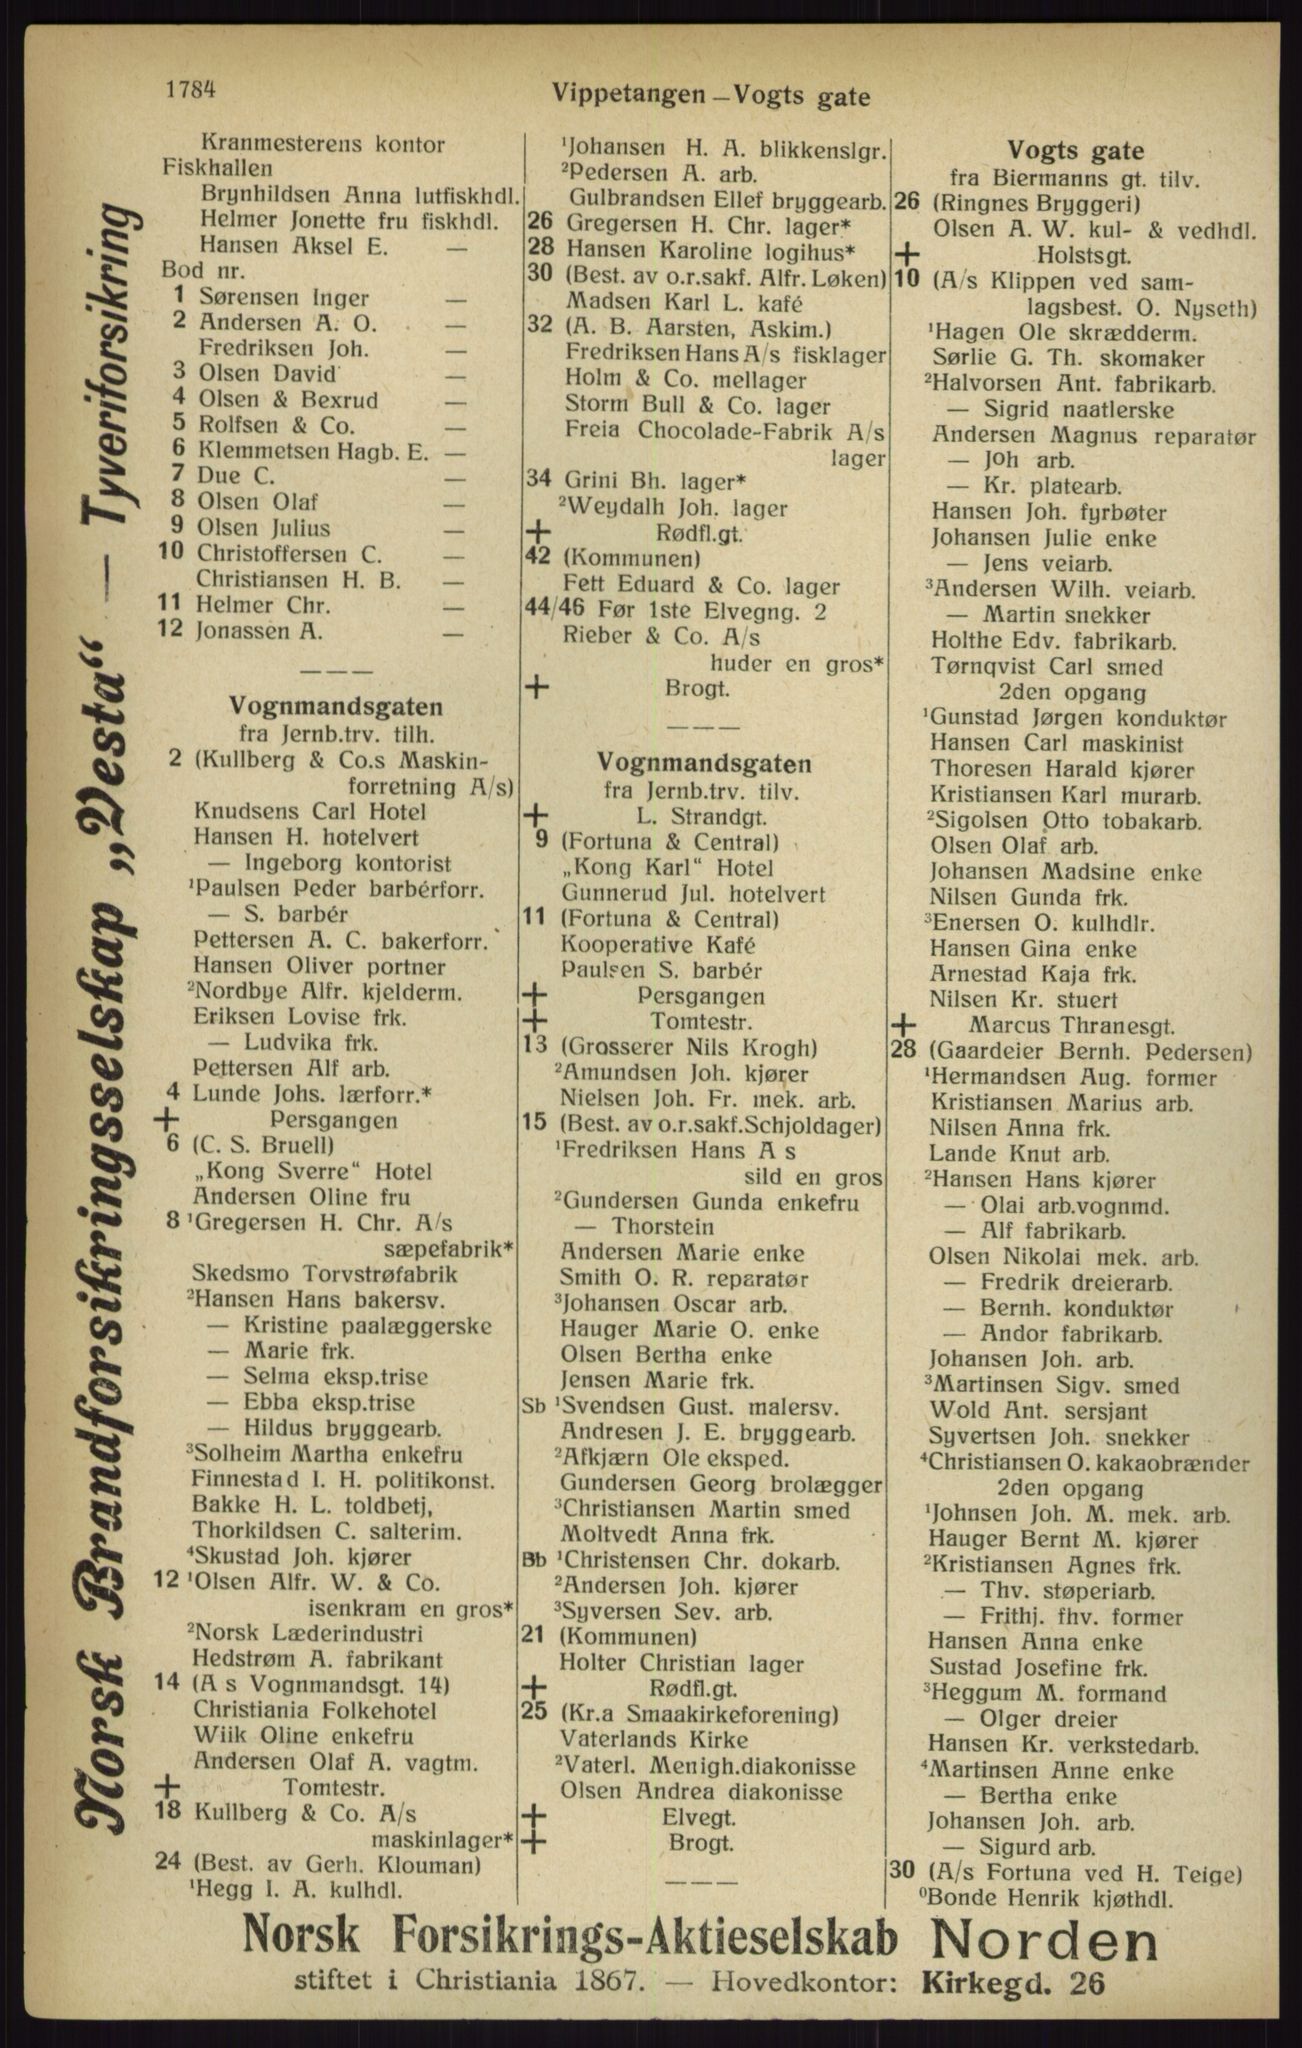 1784
Vippetangen – Vogts gate
Norsk Brandforsikringsselskap „Vesta“ — Tyveriforsikring
Kranmesterens kontor
Fiskhallen
Brynhildsen Anna lutfiskhdl.
Helmer Jonette fru fiskhdl.
Hansen Aksel E. —
Bod nr.
1 Sørensen Inger —
2 Andersen A. O. —
Fredriksen Joh. —
3 Olsen David —
4 Olsen & Bexrud —
5 Rolfsen & Co. —
6 Klemmetsen Hagb. E. —
7 Due C. —
8 Olsen Olaf —
9 Olsen Julius —
10 Christoffersen C. —
Christiansen H. B. —
11 Helmer Chr. —
12 Jonassen A. —
— — —
Vognmandsgaten
fra Jernb.trv. tilh.
2 (Kullberg & Co.s Maskin-
forretning A/s)
Knudsens Carl Hotel
Hansen H. hotelvert
— Ingeborg kontorist
¹Paulsen Peder barbérforr.
— S. barbér
Pettersen A. C. bakerforr.
Hansen Oliver portner
²Nordbye Alfr. kjelderm.
Eriksen Lovise frk.
— Ludvika frk.
Pettersen Alf arb.
4 Lunde Johs. lærforr.*
+ Persgangen
6 (C. S. Bruell)
„Kong Sverre“ Hotel
Andersen Oline fru
8 ¹Gregersen H. Chr. A/s
sæpefabrik*
Skedsmo Torvstrøfabrik
²Hansen Hans bakersv.
— Kristine paalæggerske
— Marie frk.
— Selma eksp.trise
— Ebba eksp.trise
— Hildus bryggearb.
³Solheim Martha enkefru
Finnestad I. H. politikonst.
Bakke H. L. toldbetj,
Thorkildsen C. salterim.
⁴Skustad Joh. kjører
12 ¹Olsen Alfr. W. & Co.
isenkram en gros*
²Norsk Læderindustri
Hedstrøm A. fabrikant
14 (A s Vognmandsgt. 14)
Christiania Folkehotel
Wiik Oline enkefru
Andersen Olaf A. vagtm.
+ Tomtestr.
18 Kullberg & Co. A/s
maskinlager*
24 (Best. av Gerh. Klouman)
¹Hegg I. A. kulhdl.
¹Johansen H. A. blikkenslgr.
²Pedersen A. arb.
Gulbrandsen Ellef bryggearb.
26 Gregersen H. Chr. lager*
28 Hansen Karoline logihus*
30 (Best. av o.r.sakf. Alfr. Løken)
Madsen Karl L. kafé
32 (A. B. Aarsten, Askim.)
Fredriksen Hans A/s fisklager
Holm & Co. mellager
Storm Bull & Co. lager
Freia Chocolade-Fabrik A/s
lager
34 Grini Bh. lager*
²Weydalh Joh. lager
+ Rødfl.gt.
42 (Kommunen)
Fett Eduard & Co. lager
44/46 Før 1ste Elvegng. 2
Rieber & Co. A/s
huder en gros*
+ Brogt.
— — —
Vognmandsgaten
fra Jernb.trv. tilv.
+ L. Strandgt.
9 (Fortuna & Central)
„Kong Karl“ Hotel
Gunnerud Jul. hotelvert
11 (Fortuna & Central)
Kooperative Kafé
Paulsen S. barbér
+ Persgangen
+ Tomtestr.
13 (Grosserer Nils Krogh)
²Amundsen Joh. kjører
Nielsen Joh. Fr. mek. arb.
15 (Best. av o.r.sakf. Schjoldager)
¹Fredriksen Hans A s
sild en gros
²Gundersen Gunda enkefru
— Thorstein
Andersen Marie enke
Smith O. R. reparatør
³Johansen Oscar arb.
Hauger Marie O. enke
Olsen Bertha enke
Jensen Marie frk.
Sb ¹Svendsen Gust. malersv.
Andresen J. E. bryggearb.
²Afkjærn Ole eksped.
Gundersen Georg brolægger
³Christiansen Martin smed
Moltvedt Anna frk.
Bb ¹Christensen Chr. dokarb.
²Andersen Joh. kjører
³Syversen Sev. arb.
21 (Kommunen)
Holter Christian lager
+ Rødfl.gt.
25 (Kr.a Smaakirkeforening)
Vaterlands Kirke
²Vaterl. Menigh.diakonisse
Olsen Andrea diakonisse
+ Elvegt.
+ Brogt.
— — —
Vogts gate
fra Biermanns gt. tilv.
26 (Ringnes Bryggeri)
Olsen A. W. kul- & vedhdl.
+ Holstsgt.
10 (A/s Klippen ved sam-
lagsbest. O. Nyseth)
¹Hagen Ole skrædderm.
Sørlie G. Th. skomaker
²Halvorsen Ant. fabrikarb.
— Sigrid naatlerske
Andersen Magnus reparatør
— Joh arb.
— Kr. platearb.
Hansen Joh. fyrbøter
Johansen Julie enke
— Jens veiarb.
³Andersen Wilh. veiarb.
— Martin snekker
Holthe Edv. fabrikarb.
Tørnqvist Carl smed
2den opgang
¹Gunstad Jørgen konduktør
Hansen Carl maskinist
Thoresen Harald kjører
Kristiansen Karl murarb.
²Sigolsen Otto tobakarb.
Olsen Olaf arb.
Johansen Madsine enke
Nilsen Gunda frk.
³Enersen O. kulhdlr.
Hansen Gina enke
Arnestad Kaja frk.
Nilsen Kr. stuert
+ Marcus Thranesgt.
28 (Gaardeier Bernh. Pedersen)
¹Hermandsen Aug. former
Kristiansen Marius arb.
Nilsen Anna frk.
Lande Knut arb.
²Hansen Hans kjører
— Olai arb.vognmd.
— Alf fabrikarb.
Olsen Nikolai mek. arb.
— Fredrik dreierarb.
— Bernh. konduktør
— Andor fabrikarb.
Johansen Joh. arb.
³Martinsen Sigv. smed
Wold Ant. sersjant
Syvertsen Joh. snekker
⁴Christiansen O. kakaobrænder
2den opgang
¹Johnsen Joh. M. mek. arb.
Hauger Bernt M. kjører
²Kristiansen Agnes frk.
— Thv. støperiarb.
— Frithj. fhv. former
Hansen Anna enke
Sustad Josefine frk.
³Heggum M. formand
— Olger dreier
Hansen Kr. verkstedarb.
⁴Martinsen Anne enke
— Bertha enke
Johansen Joh. arb.
— Sigurd arb.
30 (A/s Fortuna ved H. Teige)
⁰Bonde Henrik kjøthdl.
Norsk Forsikrings-Aktieselskab Norden
stiftet i Christiania 1867. — Hovedkontor: Kirkegd. 26